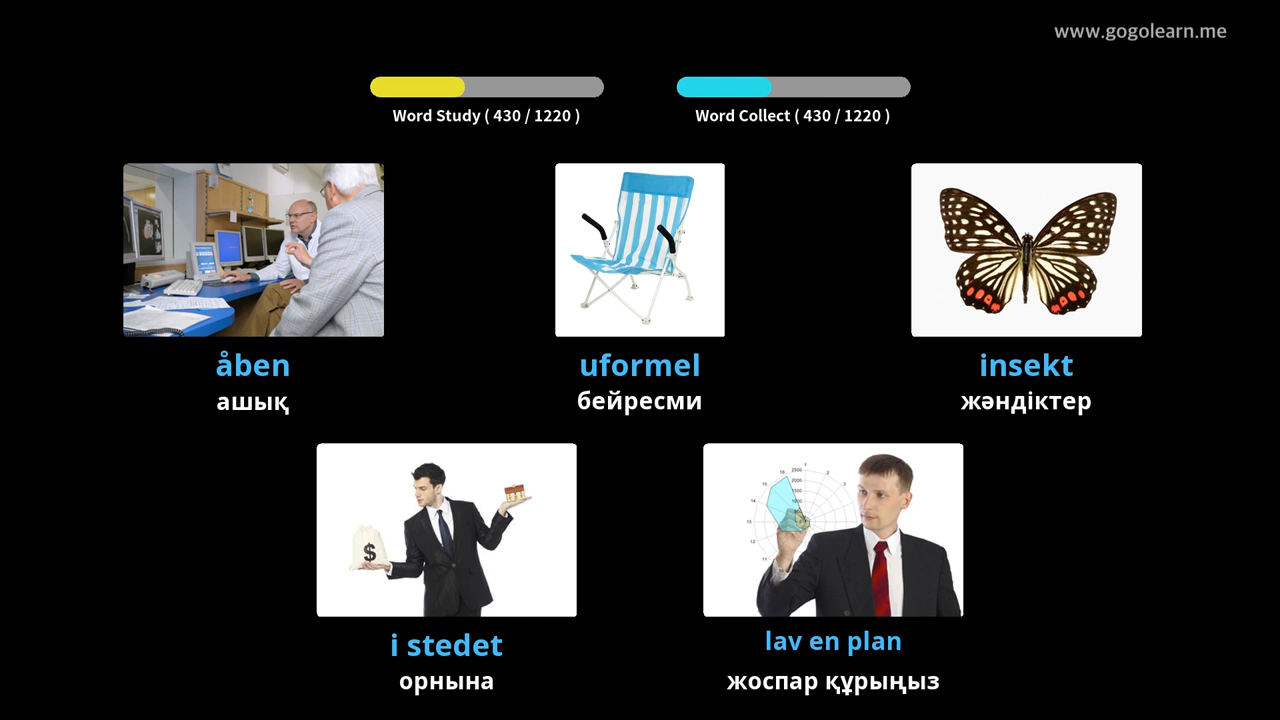 www.gogolearn.me
Word Study ( 430 / 1220 )
Word Collect ( 430 / 1220 )
åben
ашық
uformel
бейресми
insekt
жәндіктер
$
i stedet
орнына
lav en plan
жоспар құрыңыз